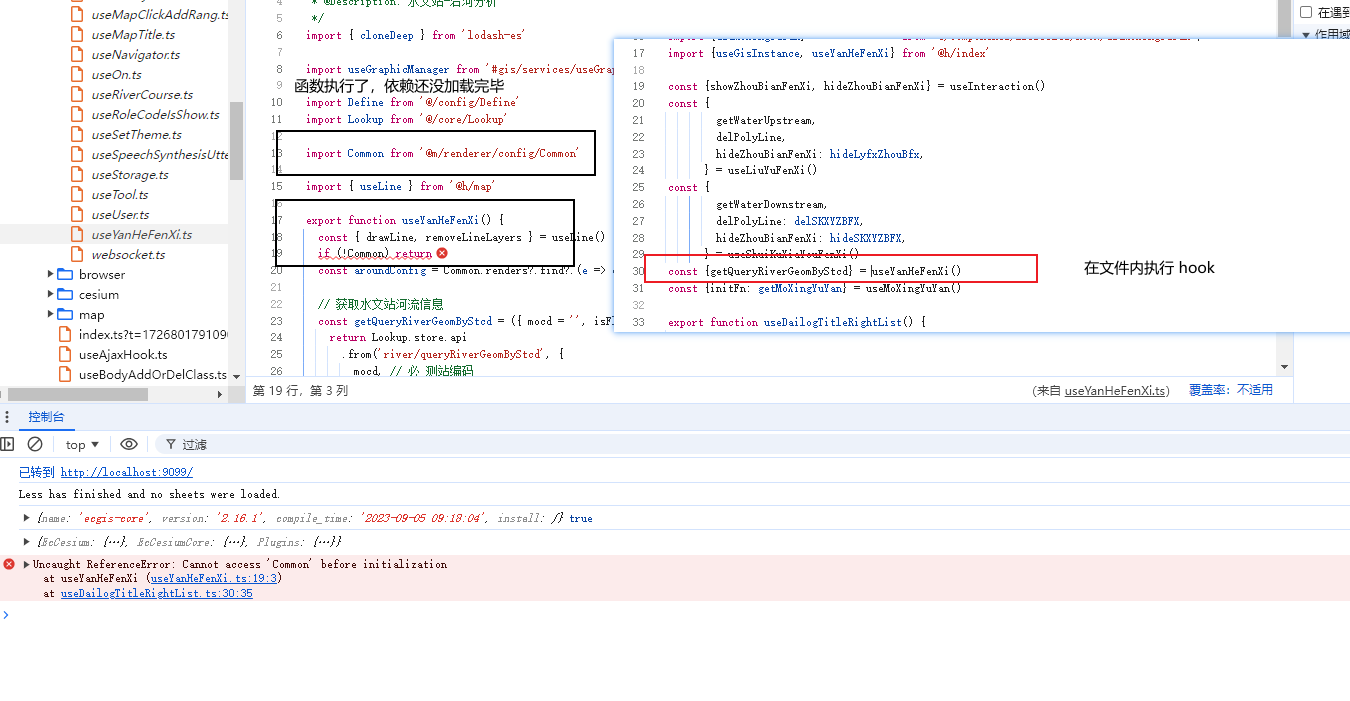 useMapClickAddRang.ts
useMapTitle.ts
useNavigator.ts
useOn.ts
useRiverCourse.ts
useRoleCodeIsShow.ts
useSetTheme.ts
useSpeechSynthesisUtte
useStorage.ts
useTool.ts
useUser.ts
useYanHeFenXi.ts
websocket.ts
browser
cesium
map
index.ts?t=1726801791090
useAjaxHook.ts
useBodyAddOrDelClass.ts
4 * @Description: 水文站-沿河分析
5 */
6 import { cloneDeep } from 'lodash-es'
7
8 import useGraphicManager from '#gis/services/useGra
9 函数执行了，依赖还没加载完毕
10 import Define from '@/config/Define'
11 import Lookup from '@/core/Lookup'
12
13 import Common from '@m/renderer/config/Common'
14
15 import { useLine } from '@h/map'
16
17 export function useYanHeFenXi() {
18 const { drawLine, removeLineLayers } = useLine()
19 if (!Common) return
20 const aroundConfig = Common.renders?.find?.(e =>
21
22 // 获取水文站河流信息
23 const getQueryRiverGeomByStcd = ({ mocd = '', isF
24 return Lookup.store.api
25 .from('river/queryRiverGeomByStcd', {
26 mocd, // 必 测站编码
17 import {useGisInstance, useYanHeFenXi} from '@h/index'
18
19 const {showZhouBianFenXi, hideZhouBianFenXi} = useInteraction()
20 const {
21 getWaterUpstream,
22 delPolyLine,
23 hideZhouBianFenXi: hideLyfxZhouBfx,
24 } = useLiuYuFenXi()
25 const {
26 getWaterDownstream,
27 delPolyLine: delSKXYZBFX,
28 hideZhouBianFenXi: hideSKXYZBFX,
29 } = useShuiKuXiaYouFenXi()
30 const {getQueryRiverGeomByStcd} = useYanHeFenXi()
31 const {initFn: getMoXingYuYan} = useMoXingYuYan()
32
33 export function useDailogTitleRightList() {
在文件内执行 hook
在遇到
作用域
第 19 行，第 3 列
(来自 useYanHeFenXi.ts)
覆盖率：不适用
控制台
top
过滤
已转到 http://localhost:9099/
Less has finished and no sheets were loaded.
{name: 'ecgis-core', version: '2.16.1', compile_time: '2023-09-05 09:18:04', install: ƒ} true
{EcCesium: {…}, EcCesiumCore: {…}, Plugins: {…}}
Uncaught ReferenceError: Cannot access 'Common' before initialization
at useYanHeFenXi (useYanHeFenXi.ts:19:3)
at useDailogTitleRightList.ts:30:35